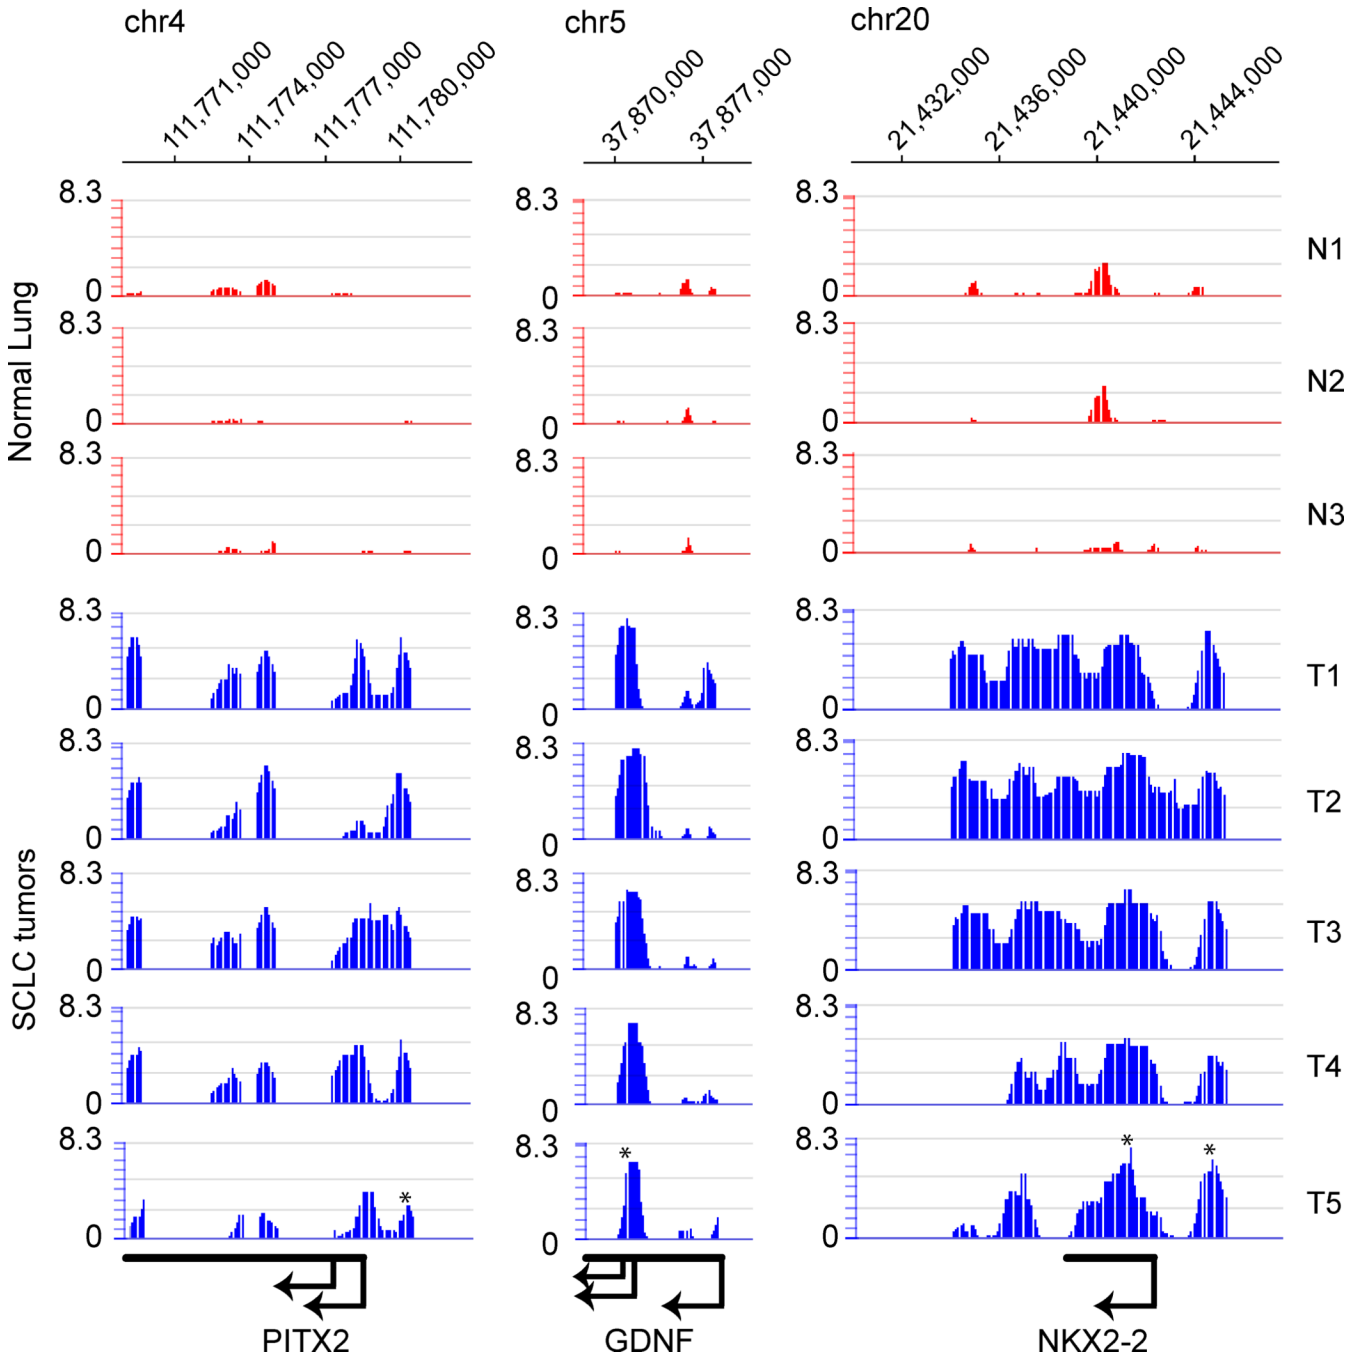 chr4 chr5 chr20
111,771,000 111,774,000 111,777,000 111,780,000 37,870,000 37,877,000 21,432,000 21,436,000 21,440,000 21,444,000
Normal Lung
8.3 8.3 8.3
N1
0 0 0
8.3 8.3 8.3
N2
0 0 0
8.3 8.3 8.3
N3
0 0 0
SCLC tumors
8.3 8.3 8.3
T1
0 0 0
8.3 8.3 8.3
T2
0 0 0
8.3 8.3 8.3
T3
0 0 0
8.3 8.3 8.3
T4
0 0 0
8.3 * 8.3 * 8.3 * *
T5
0 0 0
PITX2 GDNF NKX2-2